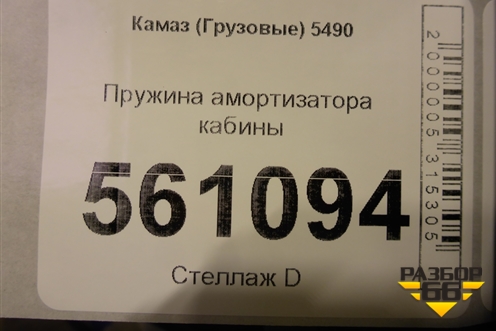 Камаз (Грузовые) 5490
Пружина амортизатора
кабины
561094
Стеллаж D
2000005315305
РАЗБОР
66